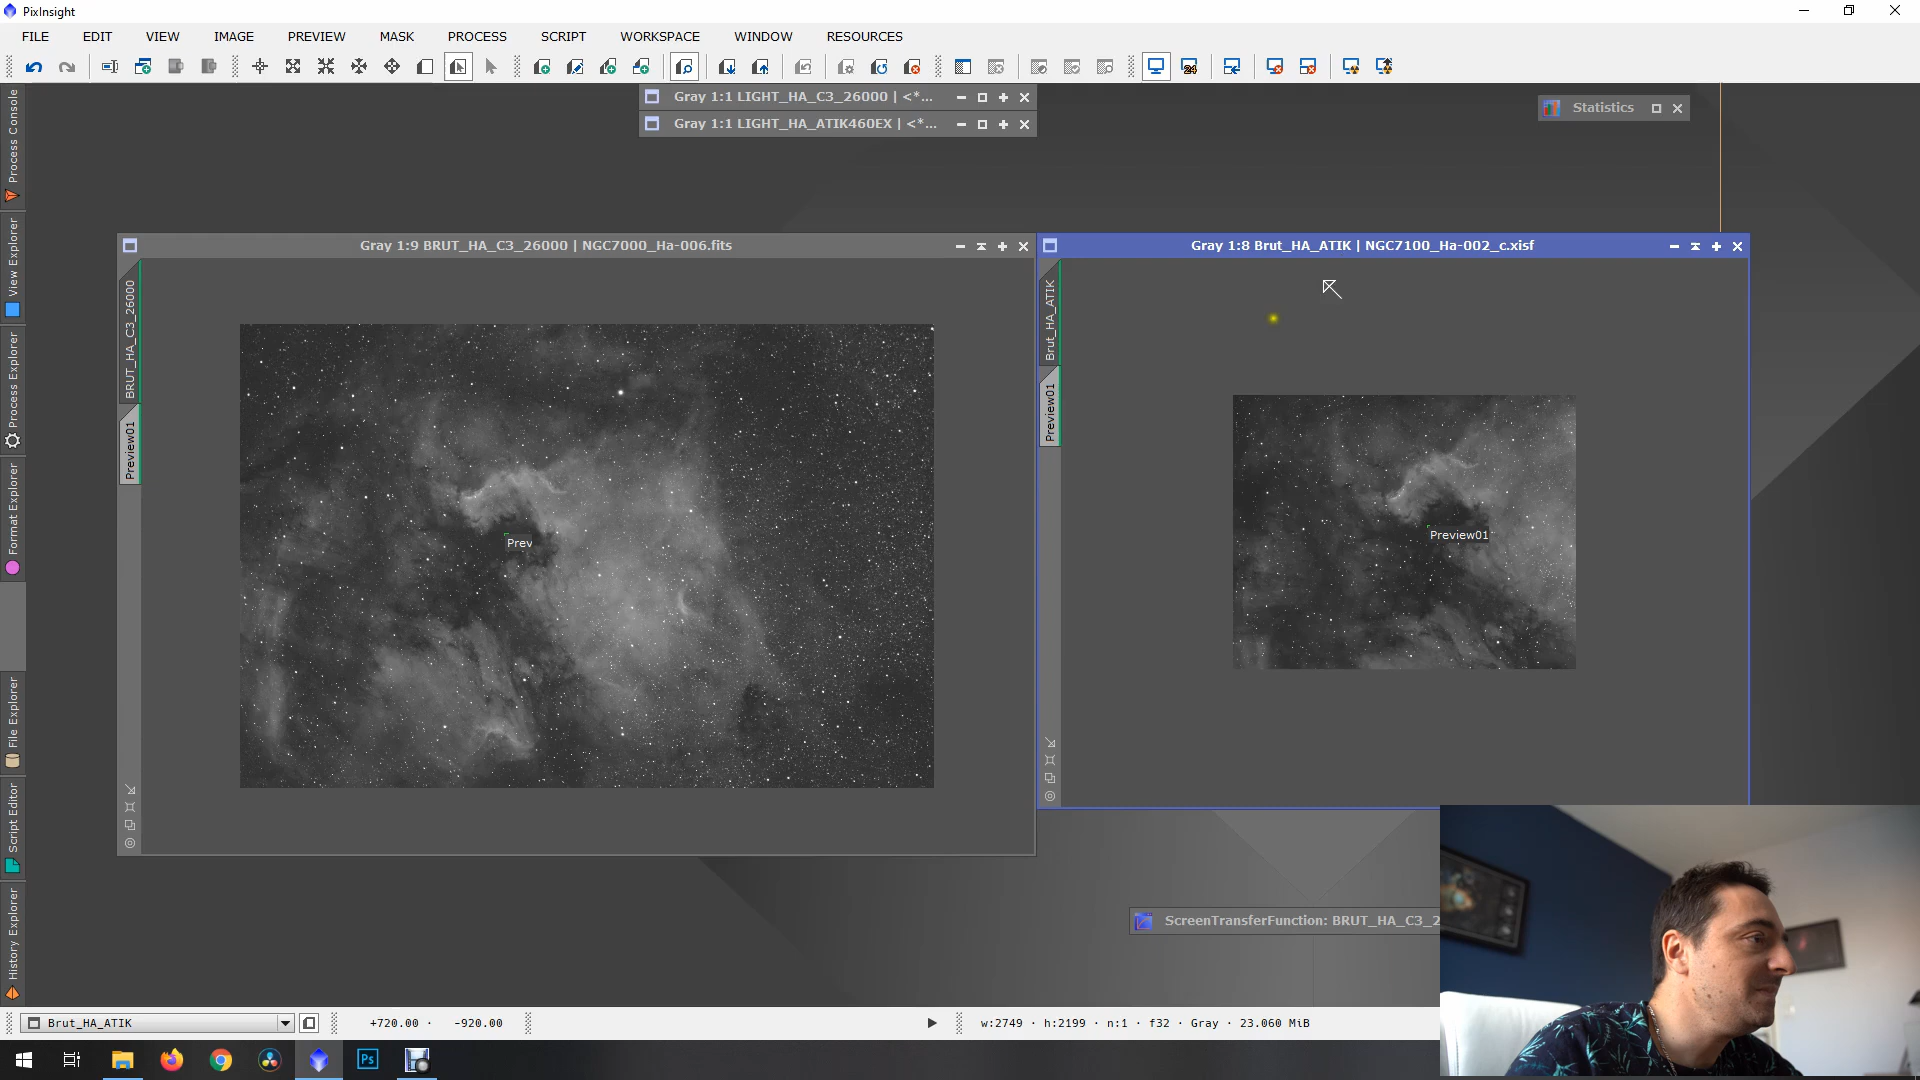 PixInsight
FILE EDIT VIEW IMAGE PREVIEW MASK PROCESS SCRIPT WORKSPACE WINDOW RESOURCES
24
Gray 1:1 LIGHT_HA_C3_26000 | <*...
Gray 1:1 LIGHT_HA_ATIK460EX | <*...
Statistics
Process Console
View Explorer
Process Explorer
Format Explorer
File Explorer
Script Editor
History Explorer
Gray 1:9 BRUT_HA_C3_26000 | NGC7000_Ha-006.fits
BRUT_HA_C3_26000
Preview01
Prev
Gray 1:8 Brut_HA_ATIK | NGC7100_Ha-002_c.xisf
Brut_HA_ATIK
Preview01
Preview01
ScreenTransferFunction: BRUT_HA_C3_2
Brut_HA_ATIK
+720.00 · -920.00
w:2749 · h:2199 · n:1 · f32 · Gray · 23.060 MiB
Ps